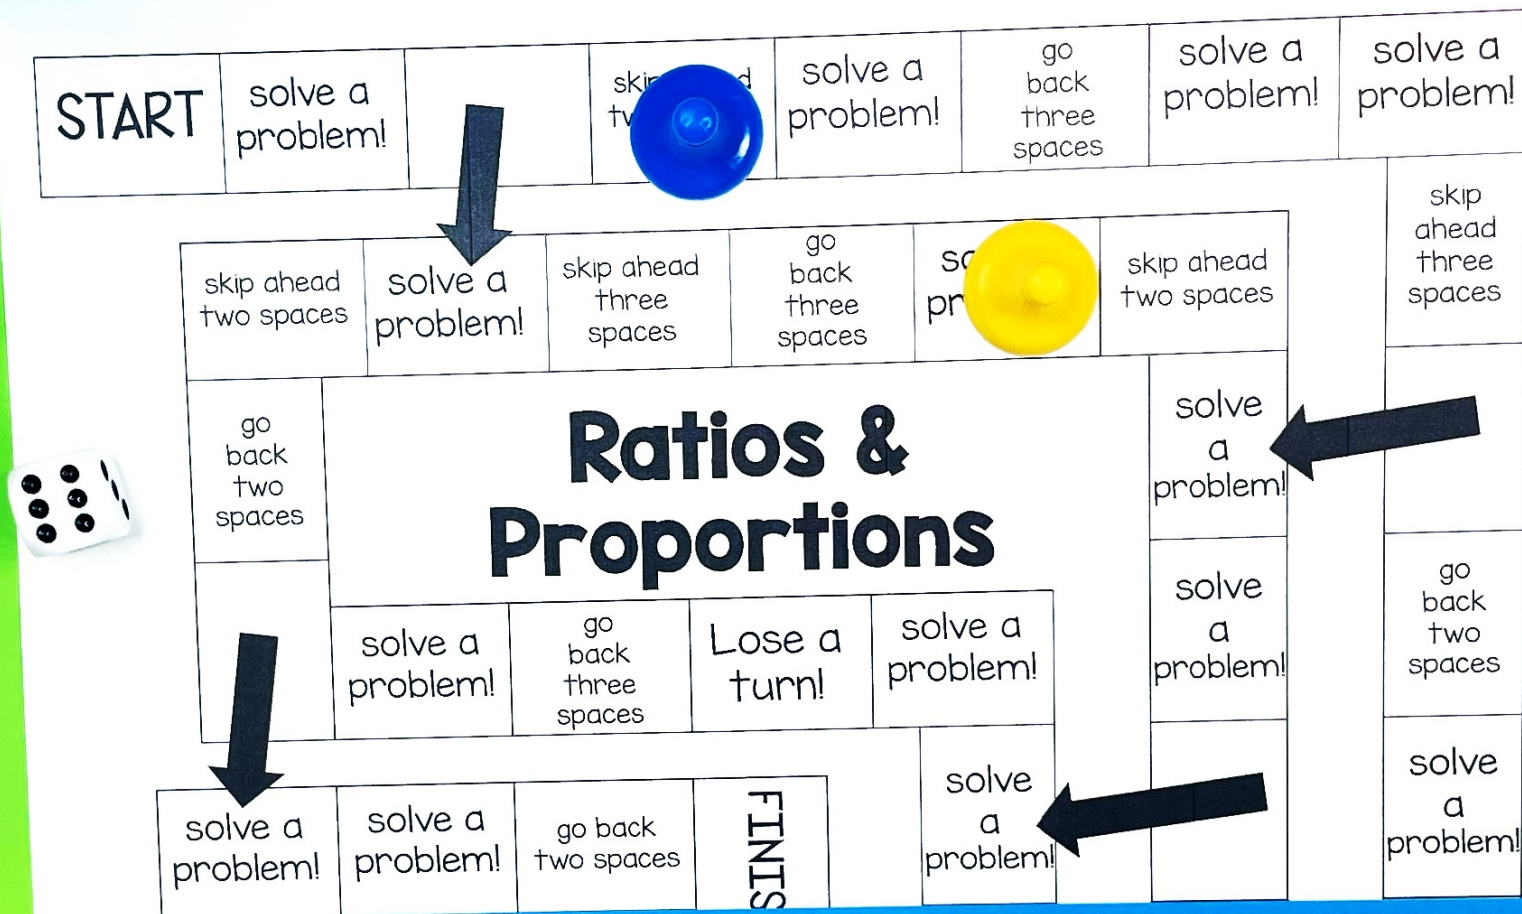 START
solve a
problem!
solve a
problem!
go
back
three
spaces
solve a
problem!
solve a
problem!
skip
ahead
three
spaces
go
back
two
spaces
solve
a
problem!
skip ahead
two spaces
solve a
problem!
skip ahead
three
spaces
go
back
three
spaces
skip ahead
two spaces
go
back
two
spaces
Ratios &
Proportions
solve
a
problem!
solve
a
problem!
solve a
problem!
go
back
three
spaces
Lose a
turn!
solve a
problem!
solve
a
problem!
solve a
problem!
solve a
problem!
go back
two spaces
FINIS